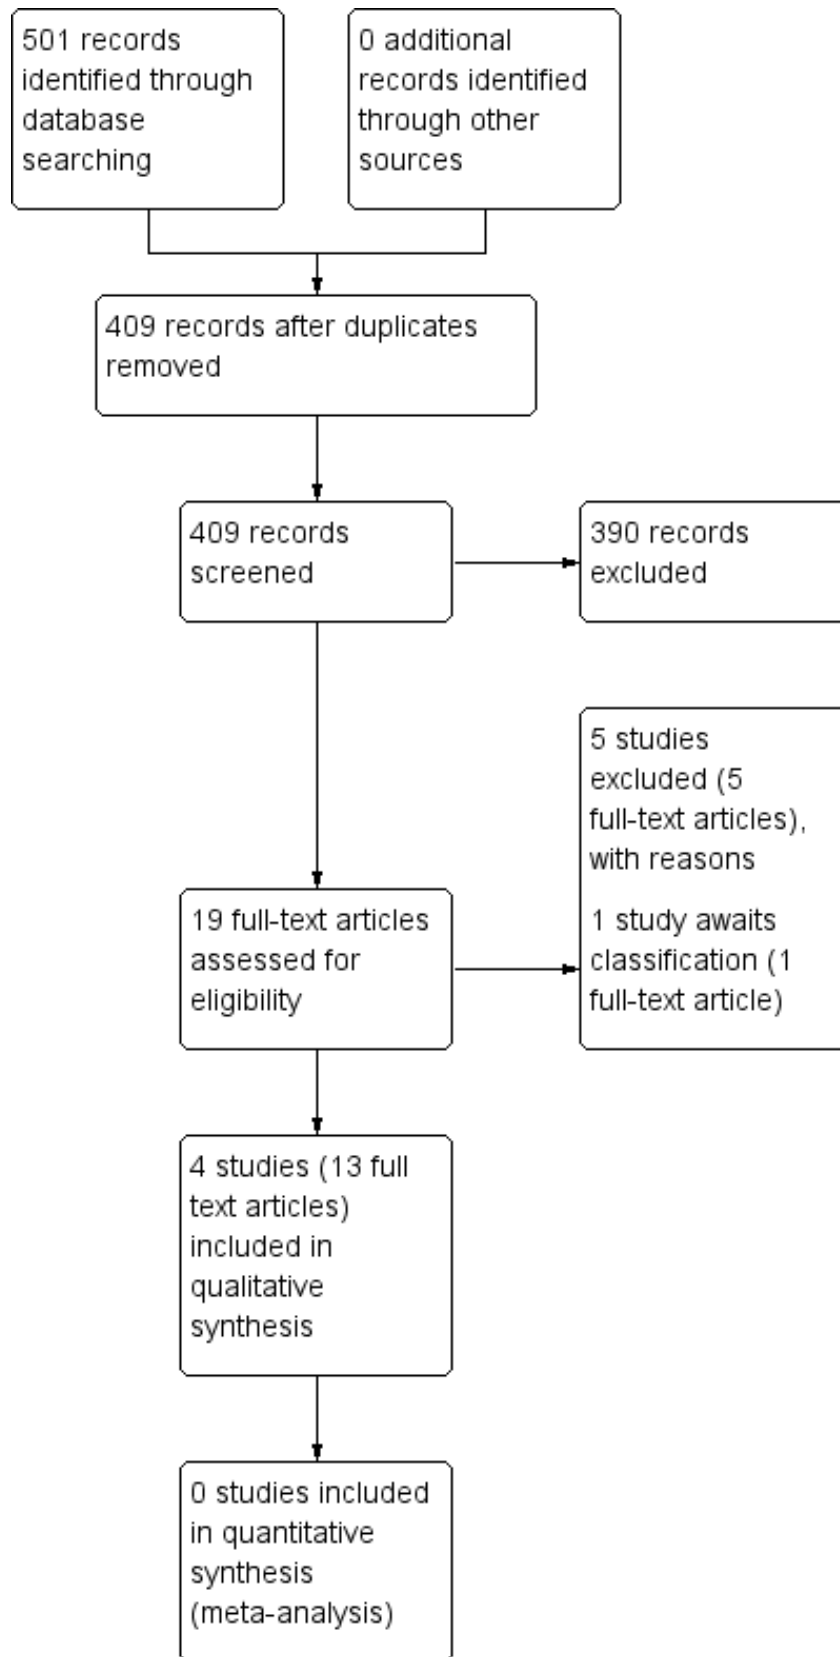 501 records
identified through
database
searching
0 additional
records identified
through other
sources
409 records after duplicates
removed
409 records
screened
390 records
excluded
5 studies
excluded (5
full-text articles),
with reasons
1 study awaits
classification (1
full-text article)
19 full-text articles
assessed for
eligibility
4 studies (13 full
text articles)
included in
qualitative
synthesis
0 studies included
in quantitative
synthesis
(meta-analysis)